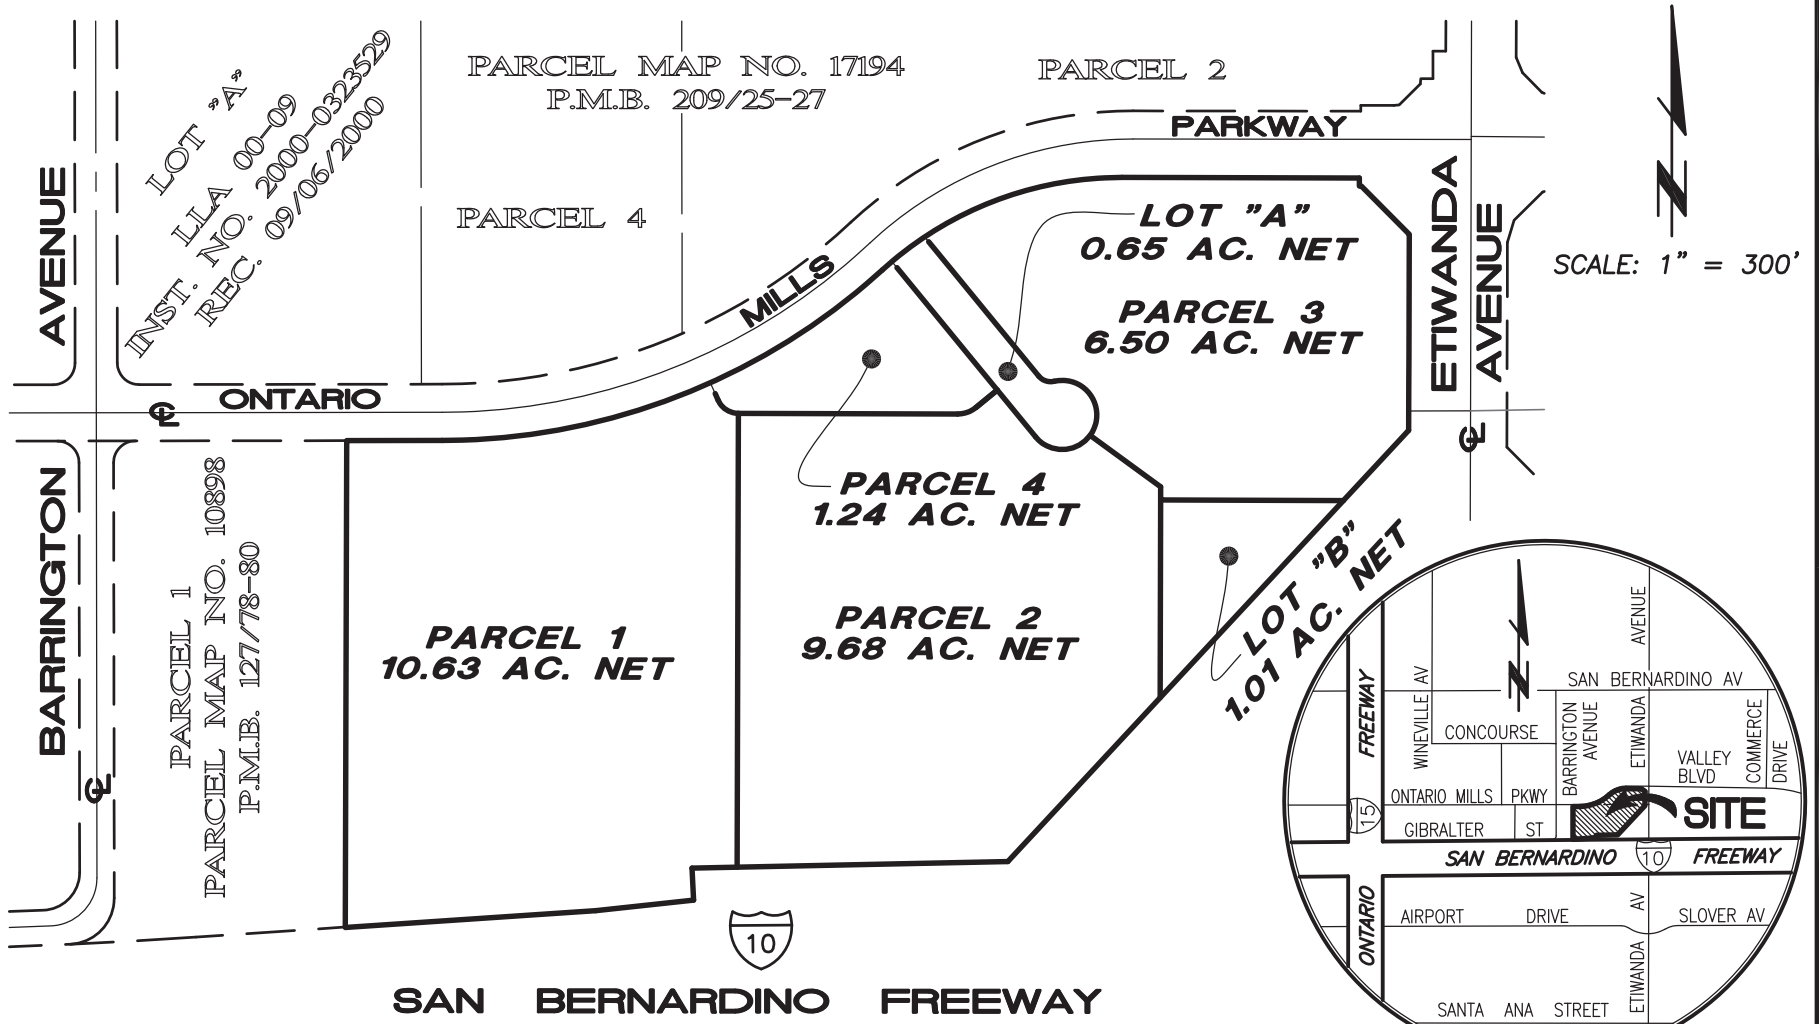 LOT "A"
LLA 00-09
INST. NO. 2000-0323529
REC. 09/06/2000
PARCEL MAP NO. 17194
P.M.B. 209/25-27
PARCEL 2
PARCEL 4
PARKWAY
MILLS
ONTARIO
℄
BARRINGTON AVENUE
℄
PARCEL 1
PARCEL MAP NO. 10898
P.M.B. 127/78-80
LOT "A"
0.65 AC. NET
PARCEL 3
6.50 AC. NET
ETIWANDA
AVENUE
℄
N
SCALE: 1" = 300'
PARCEL 4
1.24 AC. NET
PARCEL 1
10.63 AC. NET
PARCEL 2
9.68 AC. NET
LOT "B"
1.01 AC. NET
10
SAN BERNARDINO FREEWAY
N
AVENUE
ETIWANDA
SAN BERNARDINO AV
FREEWAY
WINEVILLE AV
CONCOURSE
BARRINGTON
AVENUE
VALLEY
BLVD
COMMERCE
DRIVE
ONTARIO MILLS PKWY
15
GIBRALTER ST
SITE
SAN BERNARDINO 10 FREEWAY
ONTARIO
AIRPORT DRIVE
ETIWANDA AV
SLOVER AV
SANTA ANA STREET